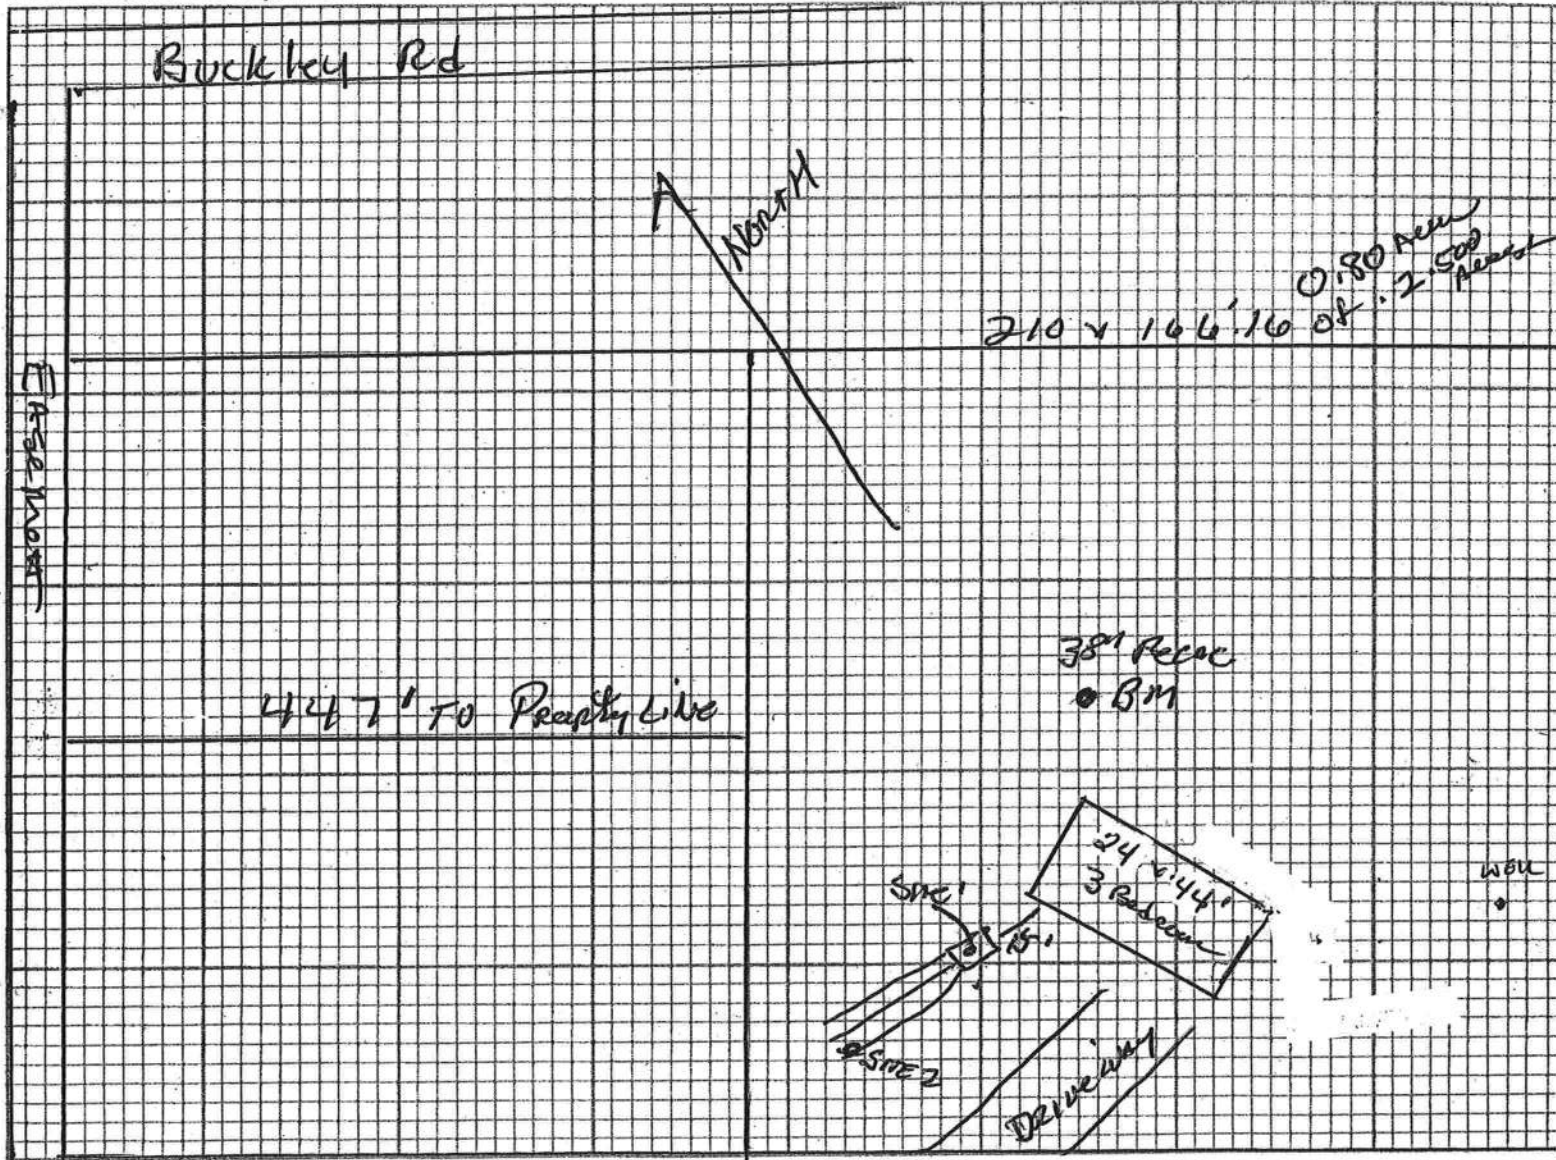 Buckley Rd
NORTH
0.80 Acres
210 x 166.16 of 2.500
Acres
Easement
38" Pecan
BM
447' TO Property Line
24 x 44'
3 Bedroom
Well
Site 1
15'
Site 2
Driveway